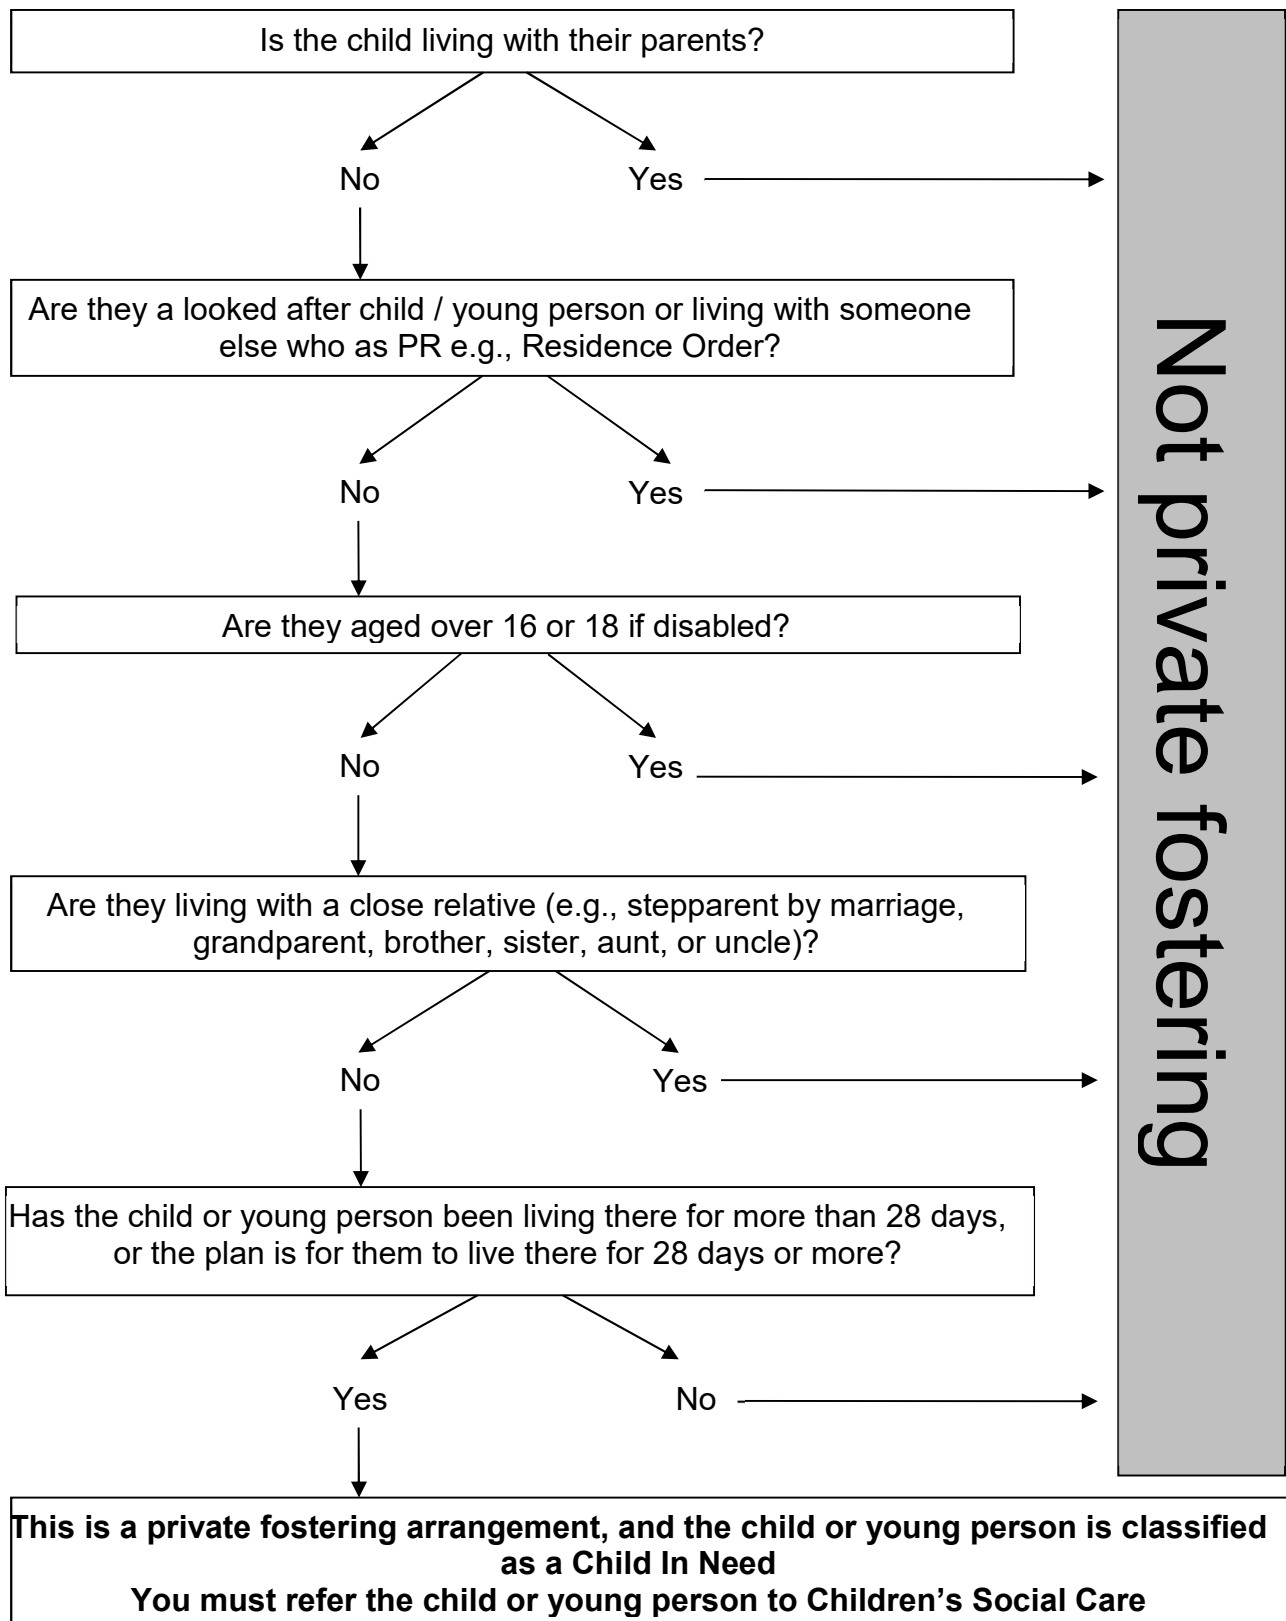 Is the child living with their parents?
No
Yes
Are they a looked after child / young person or living with someone
else who as PR e.g., Residence Order?
No
Yes
Are they aged over 16 or 18 if disabled?
No
Yes
Are they living with a close relative (e.g., stepparent by marriage,
grandparent, brother, sister, aunt, or uncle)?
No
Yes
Has the child or young person been living there for more than 28 days,
or the plan is for them to live there for 28 days or more?
Yes
No
Not private fostering
This is a private fostering arrangement, and the child or young person is classified
as a Child In Need
You must refer the child or young person to Children’s Social Care